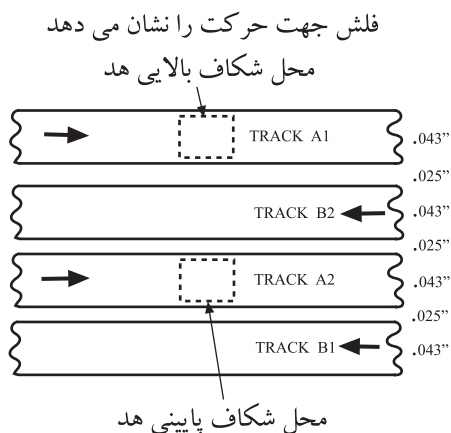 فلش جهت حرکت را نشان می دهد
محل شکاف بالایی هد
TRACK A1
.043”
.025”
TRACK B2
.043”
.025”
TRACK A2
.043”
.025”
TRACK B1
.043”
محل شکاف پایینی هد